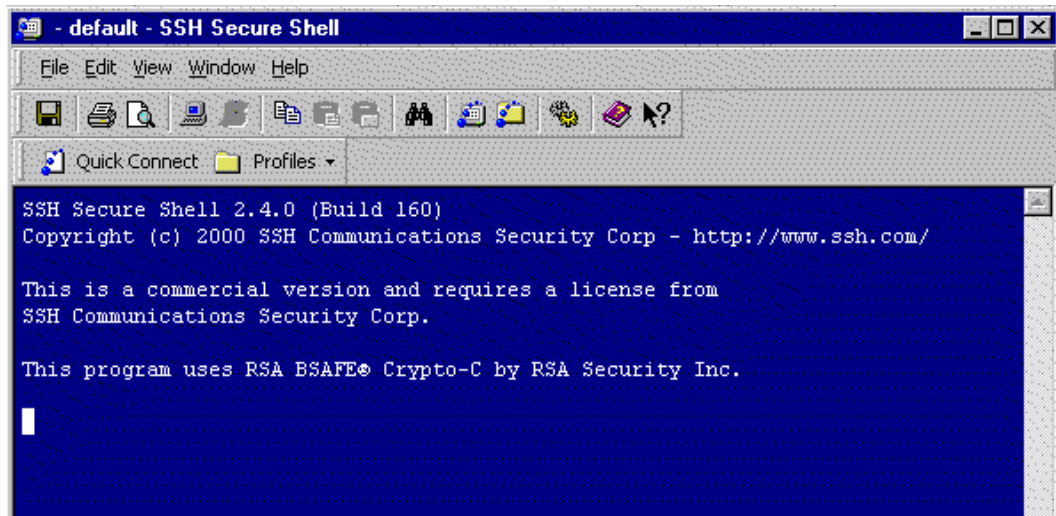 - default - SSH Secure Shell
File Edit View Window Help
Quick Connect Profiles
SSH Secure Shell 2.4.0 (Build 160)
Copyright (c) 2000 SSH Communications Security Corp - http://www.ssh.com/
This is a commercial version and requires a license from
SSH Communications Security Corp.
This program uses RSA BSAFE® Crypto-C by RSA Security Inc.